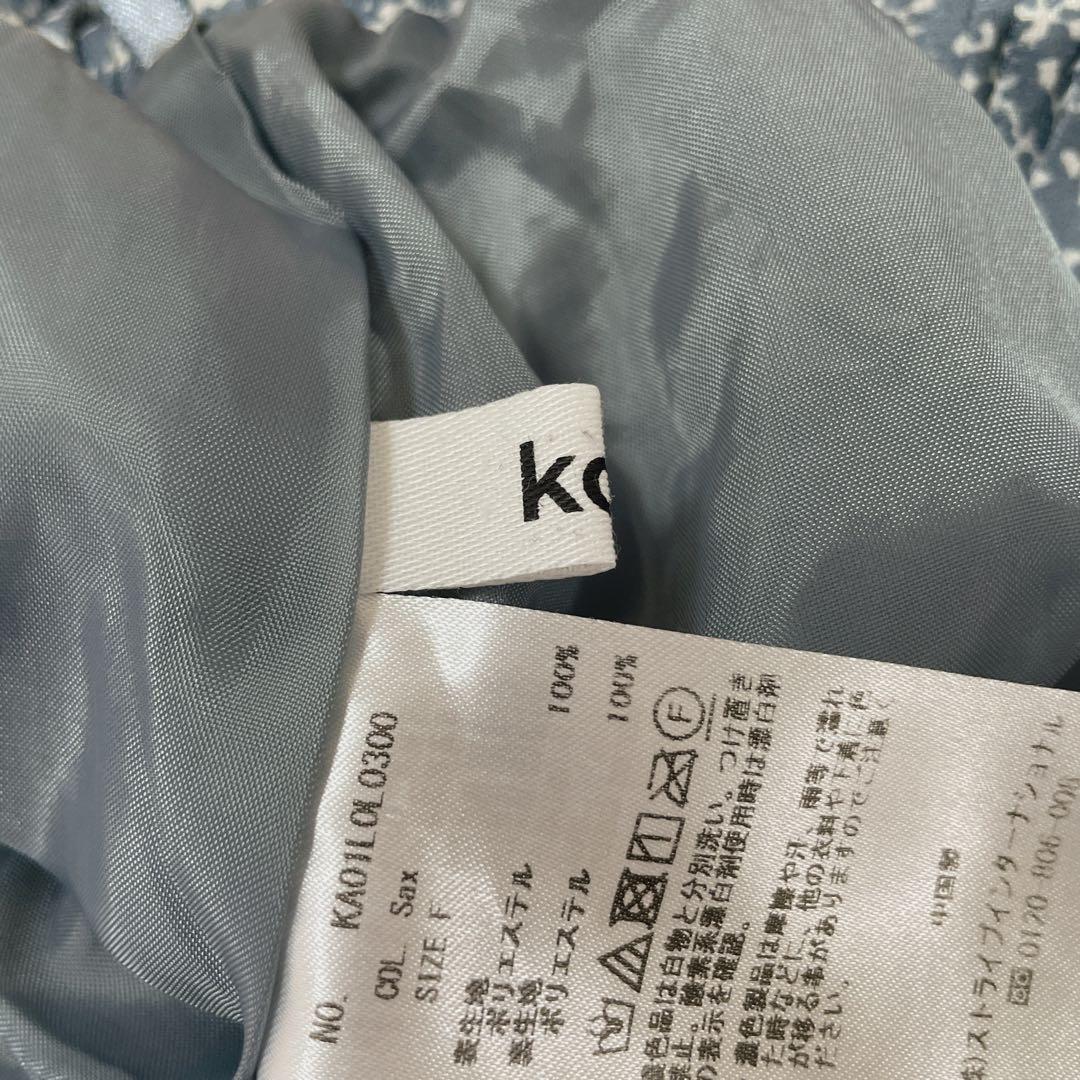 ko
NO. KA01L0L0300
COL. Sax
SIZE F
表生地
ポリエステル 100%
裏生地
ポリエステル 100%
F
濃色品は白物と分別洗い。つけ置き
禁止。酸素系漂白剤使用時は漂白剤
の表示を確認。
濃色製品は摩擦や汗、雨等で濡れ
た時などに、他の衣料や下着に色
が移る事がありますのでご注意く
ださい。
中国製
(株)ストライプインターナショナル
0120-806-008